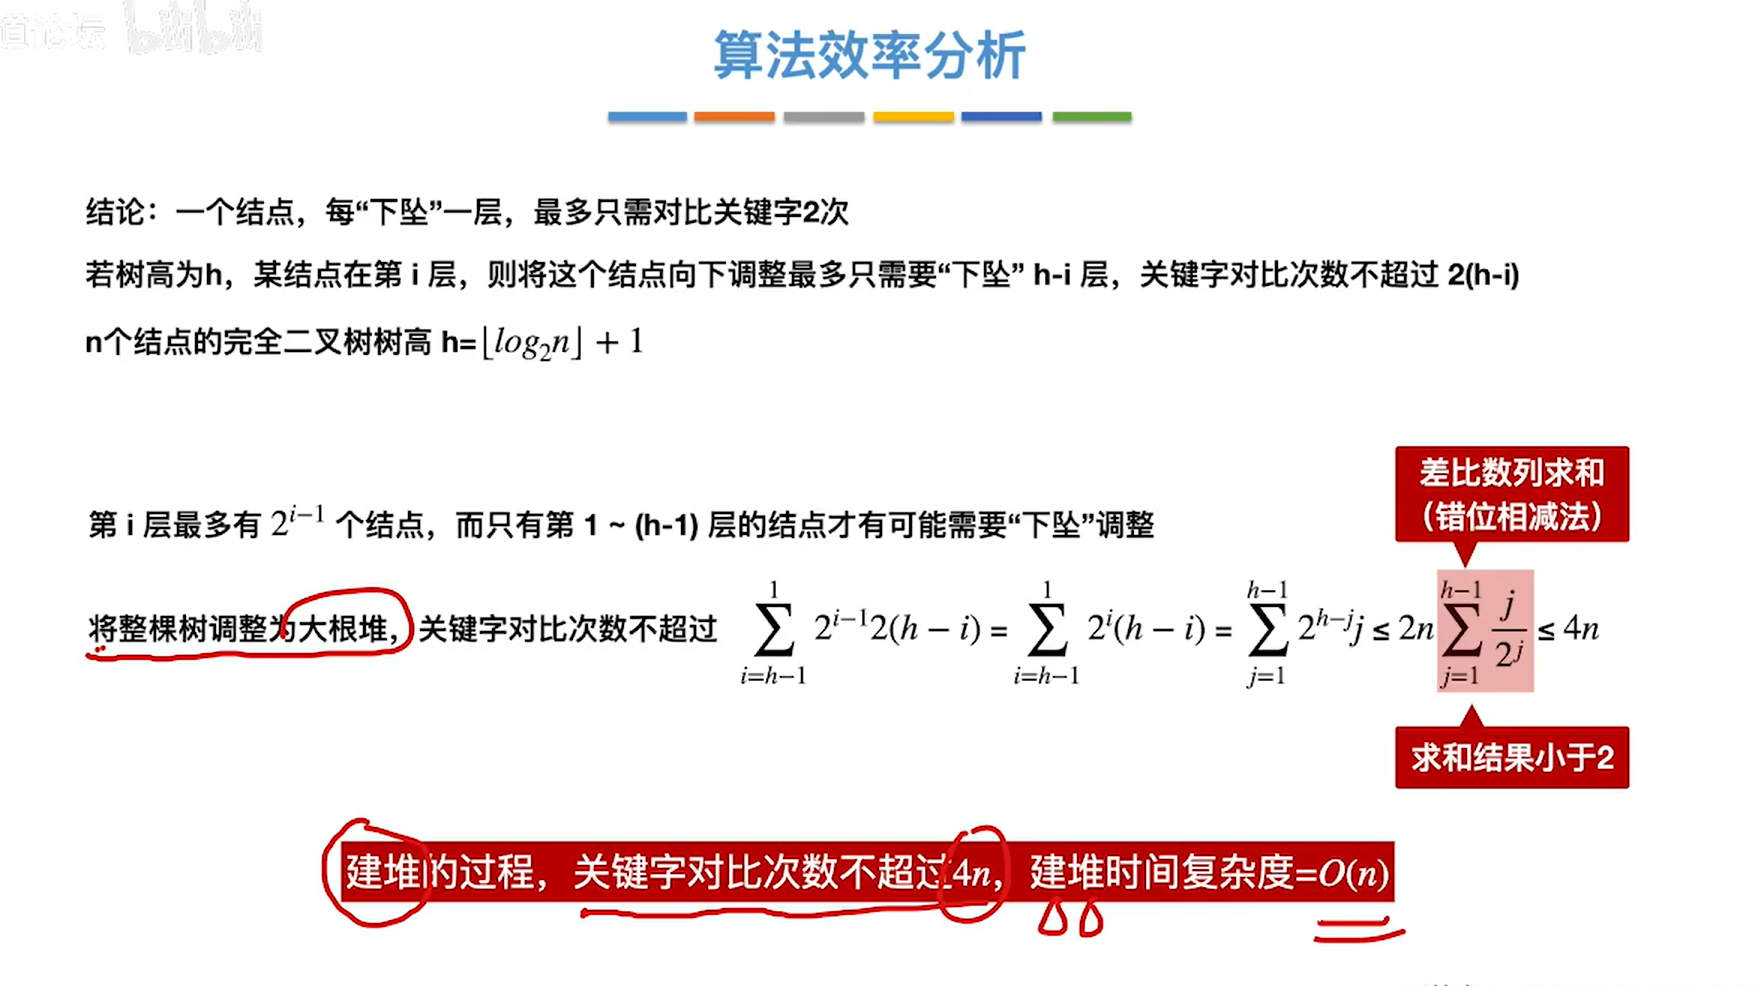 道论坛 bilibili
算法效率分析
结论：一个结点，每“下坠”一层，最多只需对比关键字2次
若树高为h，某结点在第 i 层，则将这个结点向下调整最多只需要“下坠” h-i 层，关键字对比次数不超过 2(h-i)
n个结点的完全二叉树树高 h=⌊log₂n⌋ + 1
差比数列求和
（错位相减法）
第 i 层最多有 2^{i−1} 个结点，而只有第 1 ~ (h-1) 层的结点才有可能需要“下坠”调整
将整棵树调整为大根堆，关键字对比次数不超过 \sum_{i=h−1}^{1} 2^{i−1}2(h − i) = \sum_{i=h−1}^{1} 2^{i}(h − i) = \sum_{j=1}^{h−1} 2^{h−j}j ≤ 2n \sum_{j=1}^{h−1} \frac{j}{2^{j}} ≤ 4n
求和结果小于2
建堆的过程，关键字对比次数不超过4n，建堆时间复杂度=O(n)